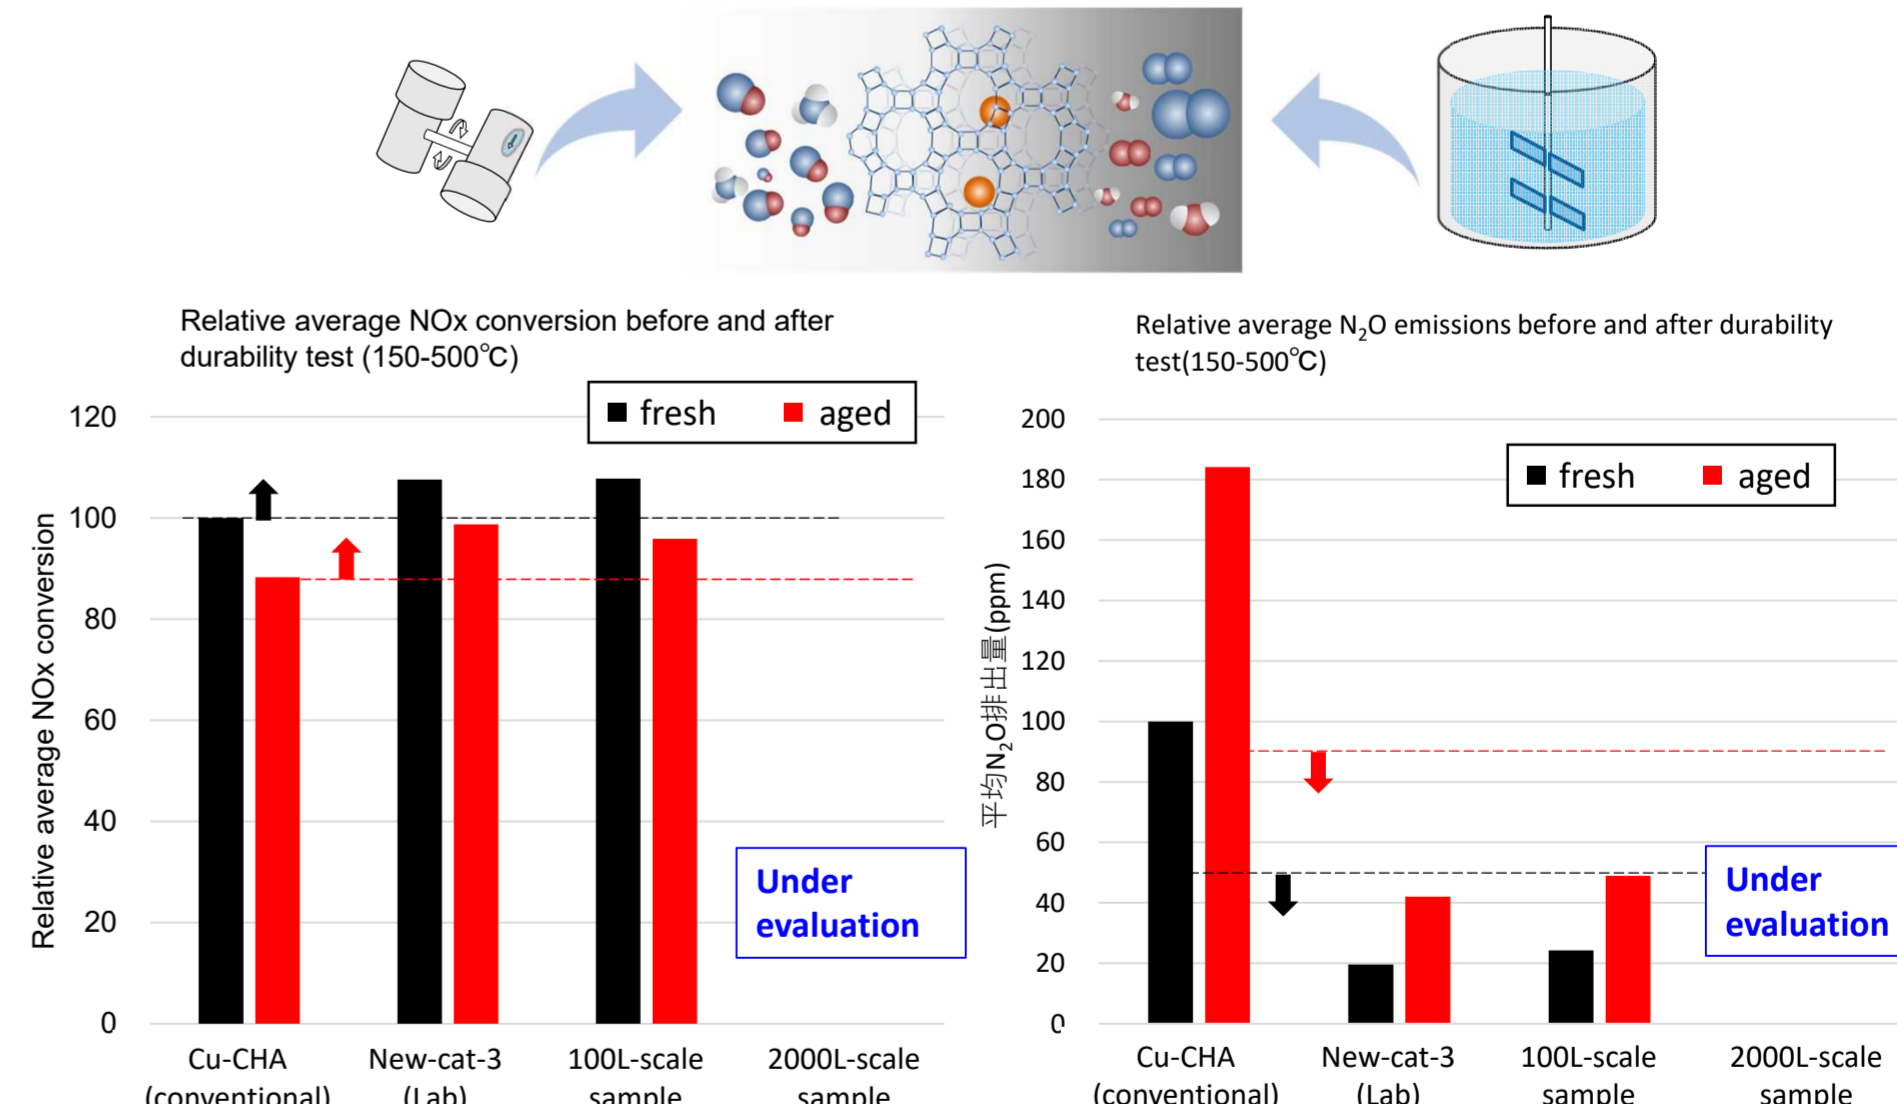 Relative average NOx conversion before and after
durability test (150-500℃)
fresh
aged
Relative average NOx conversion
120
100
80
60
40
20
0
Under
evaluation
Cu-CHA
(conventional)
New-cat-3
(Lab)
100L-scale
sample
2000L-scale
sample
Relative average N₂O emissions before and after durability
test(150-500℃)
fresh
aged
平均N₂O排出量(ppm)
200
180
160
140
120
100
80
60
40
20
0
Under
evaluation
Cu-CHA
(conventional)
New-cat-3
(Lab)
100L-scale
sample
2000L-scale
sample